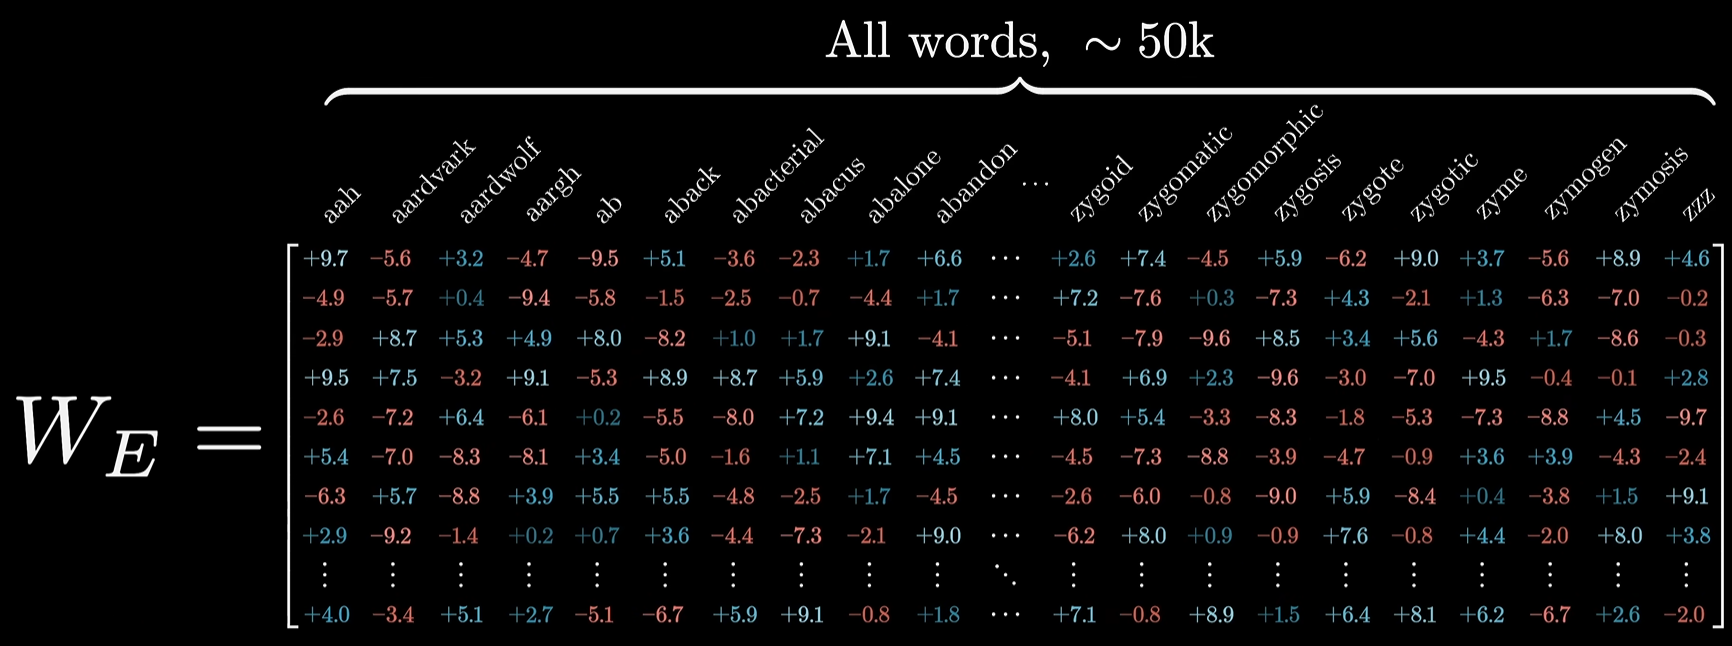 All words, ~ 50k
aah aardvark aardwolf aargh ab aback abacterial abacus abalone abandon ⋯ zygoid zygomatic zygomorphic zygosis zygote zygotic zyme zymogen zymosis zzz
+9.7 −5.6 +3.2 −4.7 −9.5 +5.1 −3.6 −2.3 +1.7 +6.6 ⋯ +2.6 +7.4 −4.5 +5.9 −6.2 +9.0 +3.7 −5.6 +8.9 +4.6
−4.9 −5.7 +0.4 −9.4 −5.8 −1.5 −2.5 −0.7 −4.4 +1.7 ⋯ +7.2 −7.6 +0.3 −7.3 +4.3 −2.1 +1.3 −6.3 −7.0 −0.2
−2.9 +8.7 +5.3 +4.9 +8.0 −8.2 +1.0 +1.7 +9.1 −4.1 ⋯ −5.1 −7.9 −9.6 +8.5 +3.4 +5.6 −4.3 +1.7 −8.6 −0.3
+9.5 +7.5 −3.2 +9.1 −5.3 +8.9 +8.7 +5.9 +2.6 +7.4 ⋯ −4.1 +6.9 +2.3 −9.6 −3.0 −7.0 +9.5 −0.4 −0.1 +2.8
W_E =
−2.6 −7.2 +6.4 −6.1 +0.2 −5.5 −8.0 +7.2 +9.4 +9.1 ⋯ +8.0 +5.4 −3.3 −8.3 −1.8 −5.3 −7.3 −8.8 +4.5 −9.7
+5.4 −7.0 −8.3 −8.1 +3.4 −5.0 −1.6 +1.1 +7.1 +4.5 ⋯ −4.5 −7.3 −8.8 −3.9 −4.7 −0.9 +3.6 +3.9 −4.3 −2.4
−6.3 +5.7 −8.8 +3.9 +5.5 +5.5 −4.8 −2.5 +1.7 −4.5 ⋯ −2.6 −6.0 −0.8 −9.0 +5.9 −8.4 +0.4 −3.8 +1.5 +9.1
+2.9 −9.2 −1.4 +0.2 +0.7 +3.6 −4.4 −7.3 −2.1 +9.0 ⋯ −6.2 +8.0 +0.9 −0.9 +7.6 −0.8 +4.4 −2.0 +8.0 +3.8
⋮ ⋮ ⋮ ⋮ ⋮ ⋮ ⋮ ⋮ ⋮ ⋮ ⋱ ⋮ ⋮ ⋮ ⋮ ⋮ ⋮ ⋮ ⋮ ⋮ ⋮
+4.0 −3.4 +5.1 +2.7 −5.1 −6.7 +5.9 +9.1 −0.8 +1.8 ⋯ +7.1 −0.8 +8.9 +1.5 +6.4 +8.1 +6.2 −6.7 +2.6 −2.0